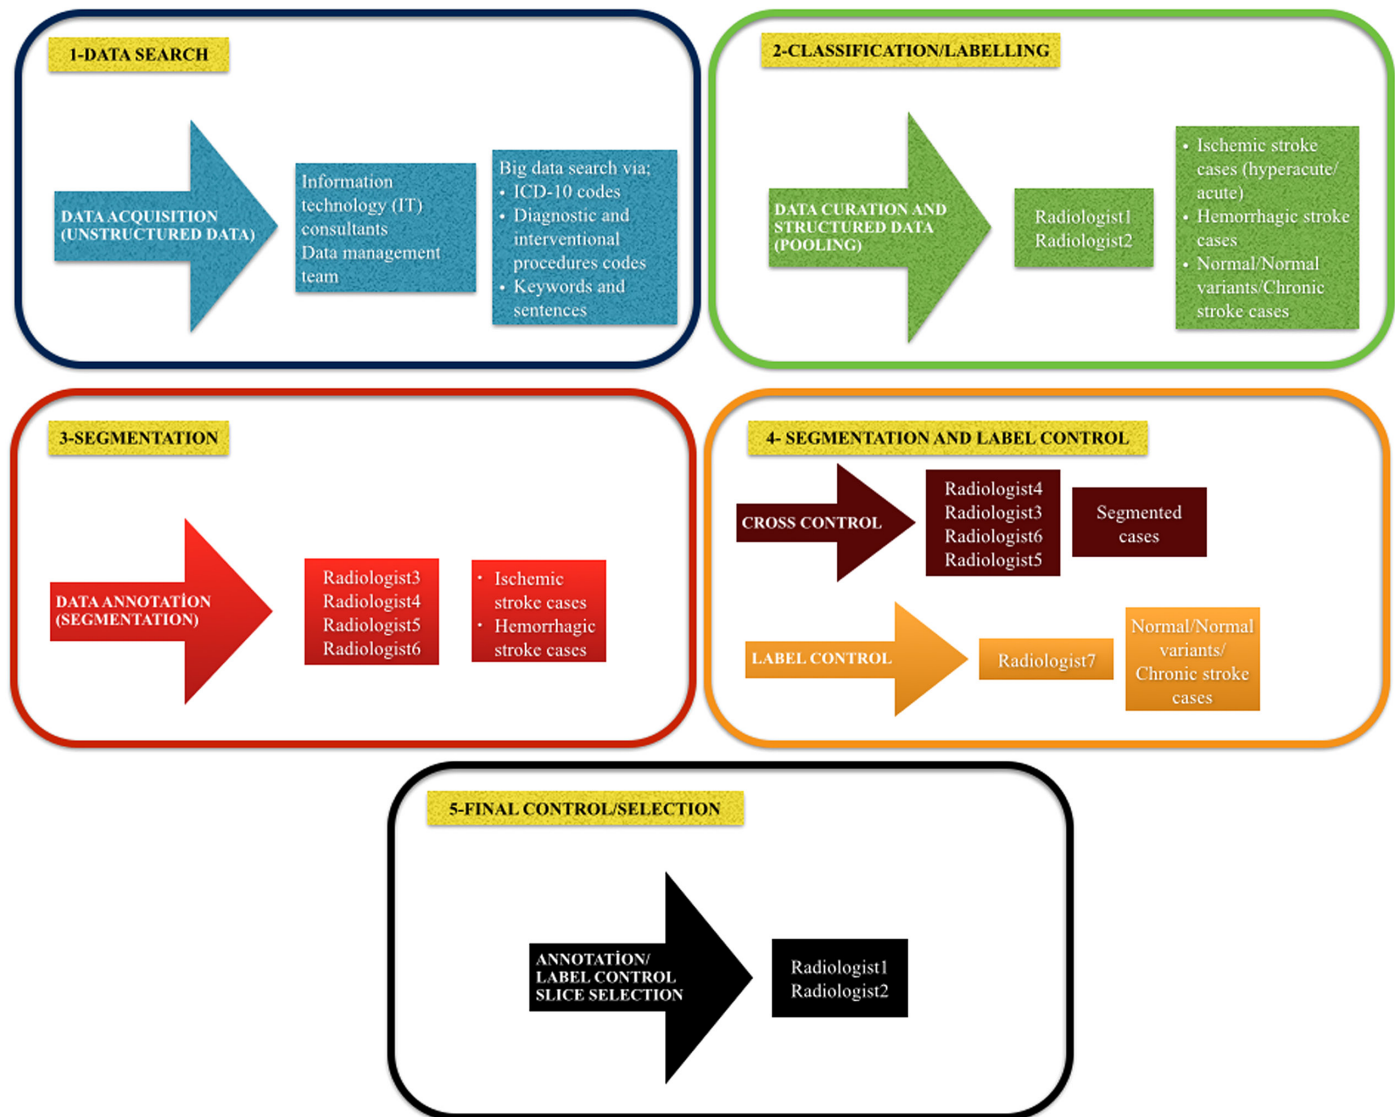 1-DATA SEARCH
DATA ACQUISITION
(UNSTRUCTURED DATA)
Information
technology (IT)
consultants
Data management
team
Big data search via;
• ICD-10 codes
• Diagnostic and
interventional
procedures codes
• Keywords and
sentences
2-CLASSIFICATION/LABELLING
DATA CURATION AND
STRUCTURED DATA
(POOLING)
Radiologist1
Radiologist2
• Ischemic stroke
cases (hyperacute/
acute)
• Hemorrhagic stroke
cases
• Normal/Normal
variants/Chronic
stroke cases
3-SEGMENTATION
DATA ANNOTATİON
(SEGMENTATION)
Radiologist3
Radiologist4
Radiologist5
Radiologist6
• Ischemic
stroke cases
• Hemorrhagic
stroke cases
4- SEGMENTATION AND LABEL CONTROL
CROSS CONTROL
Radiologist4
Radiologist3
Radiologist6
Radiologist5
Segmented
cases
LABEL CONTROL
Radiologist7
Normal/Normal
variants/
Chronic stroke
cases
5-FINAL CONTROL/SELECTION
ANNOTATİON/
LABEL CONTROL
SLICE SELECTION
Radiologist1
Radiologist2